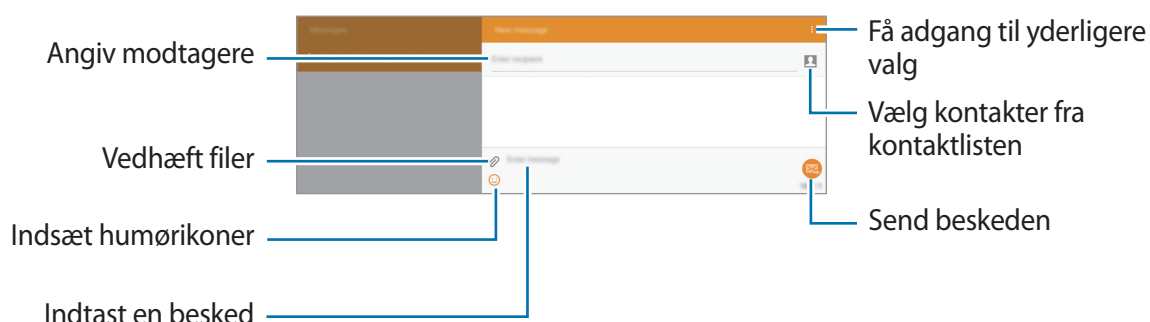 Angiv modtagere
Vedhæft filer
Indsæt humørikoner
Indtast en besked
Messages
New message
Enter recipient
Enter message
Få adgang til yderligere
valg
Vælg kontakter fra
kontaktlisten
Send beskeden